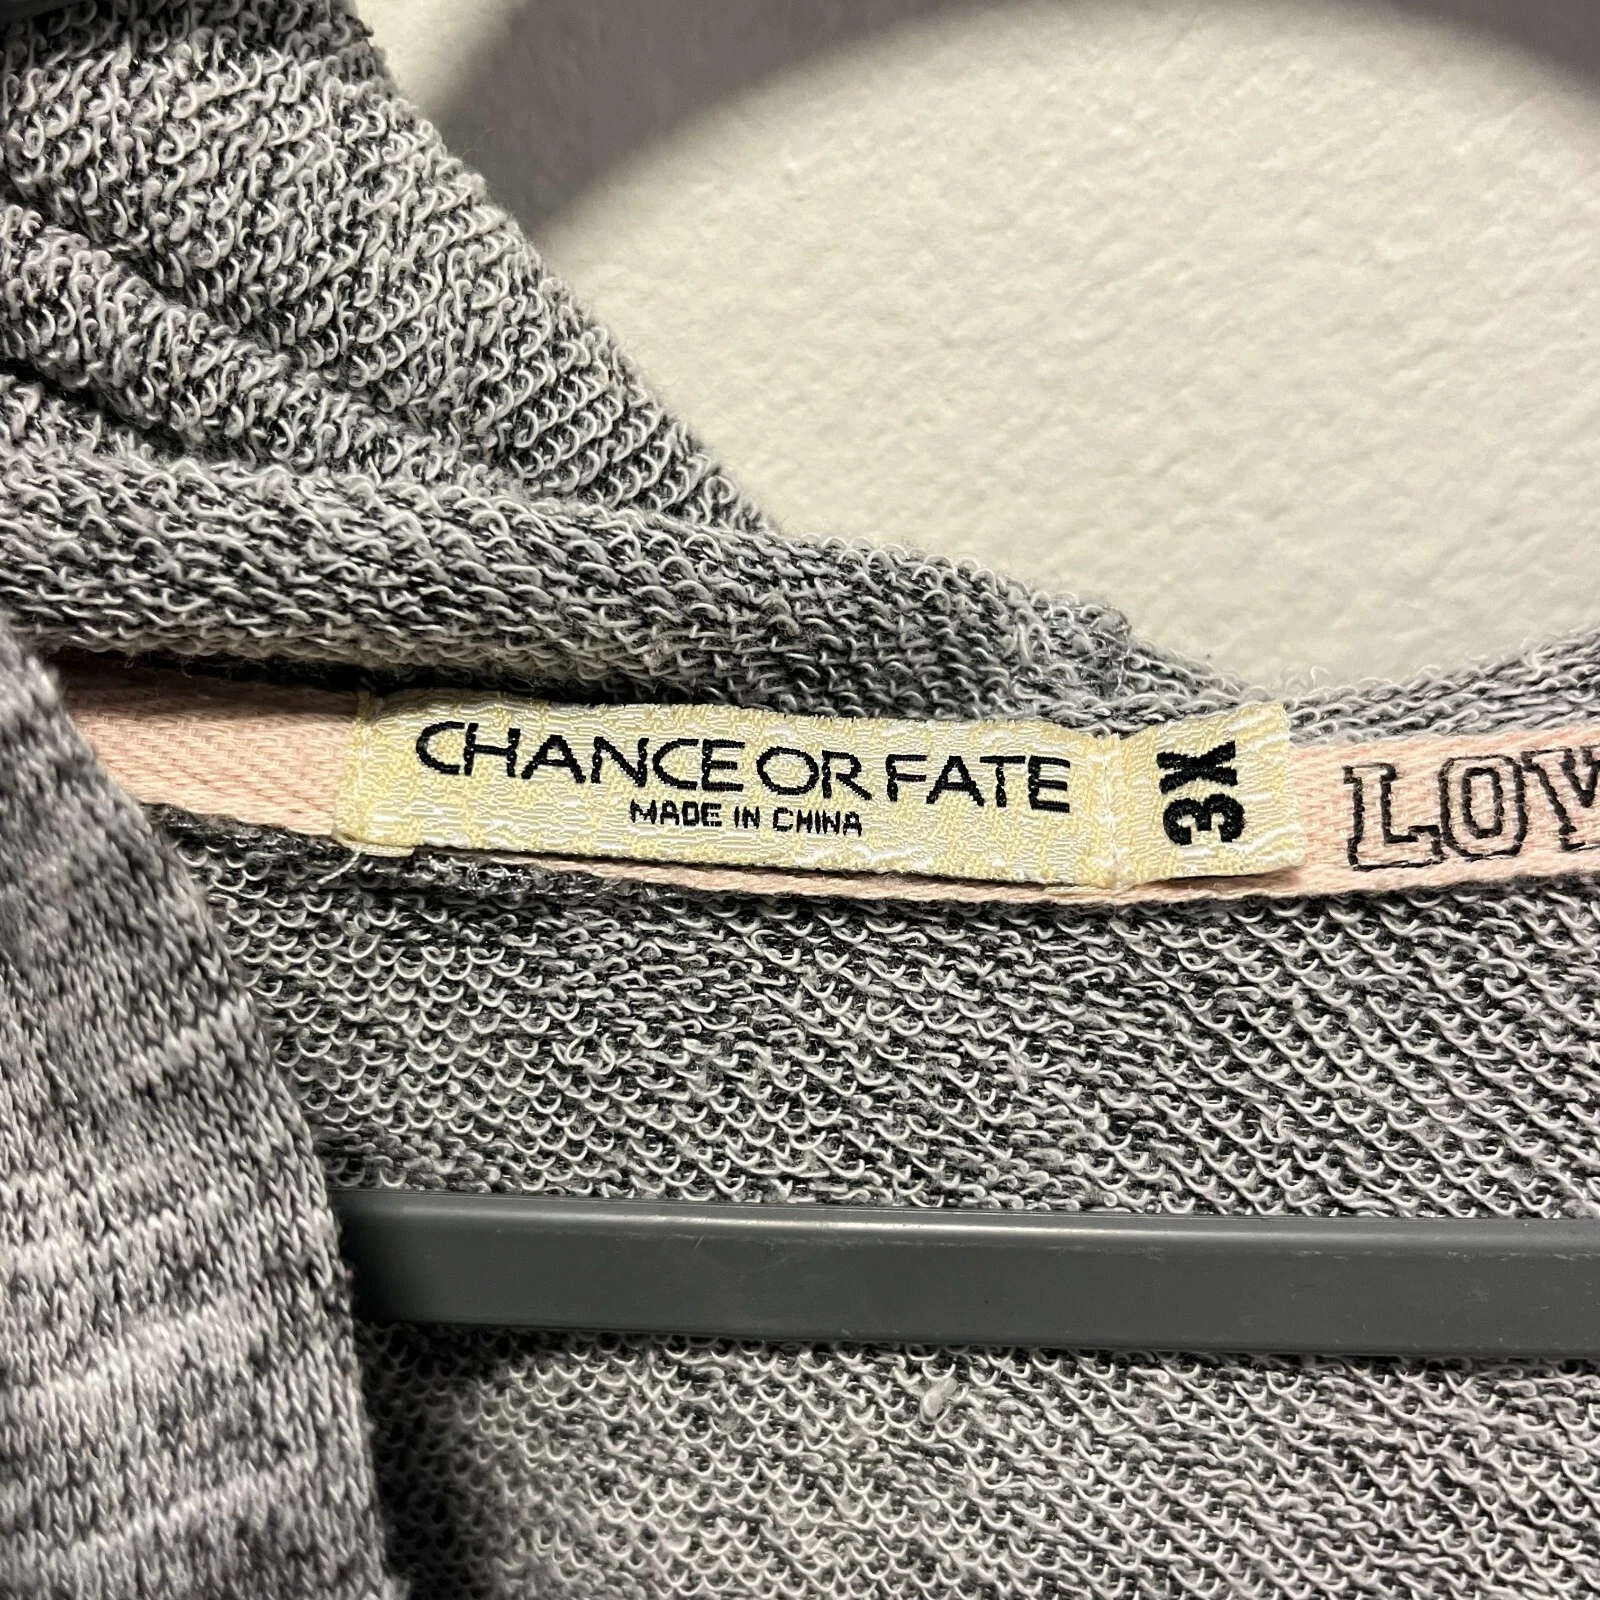 CHANCE OR FATE
MADE IN CHINA
3X